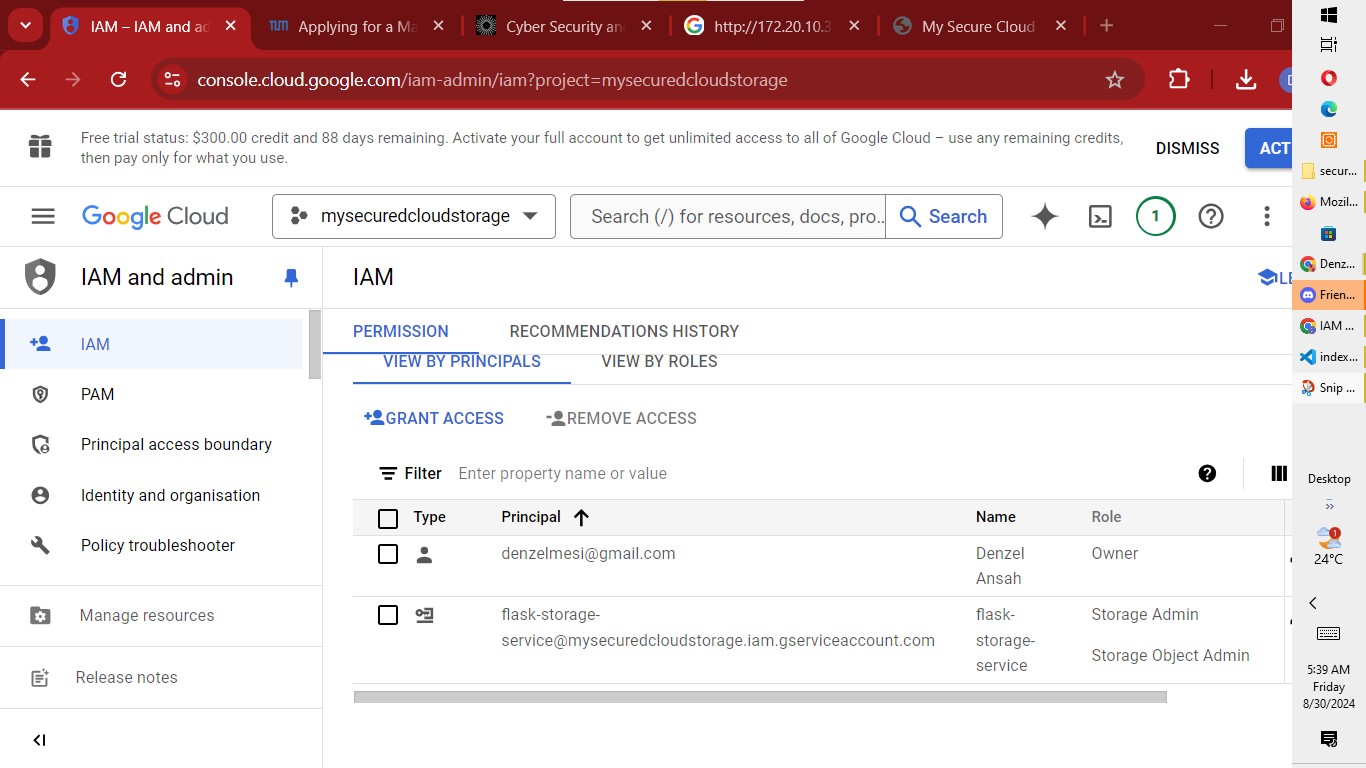 IAM – IAM and ad
TUM
Applying for a Ma
Cyber Security an
http://172.20.10.3
My Secure Cloud
console.cloud.google.com/iam-admin/iam?project=mysecuredcloudstorage
Free trial status: $300.00 credit and 88 days remaining. Activate your full account to get unlimited access to all of Google Cloud – use any remaining credits,
then pay only for what you use.
DISMISS
ACT
Google Cloud
mysecuredcloudstorage
Search (/) for resources, docs, pro...
Search
1
IAM and admin
IAM
PAM
Principal access boundary
Identity and organisation
Policy troubleshooter
Manage resources
Release notes
IAM
LE
PERMISSION
RECOMMENDATIONS HISTORY
VIEW BY PRINCIPALS
VIEW BY ROLES
GRANT ACCESS
REMOVE ACCESS
Filter
Enter property name or value
Type
Principal
Name
Role
denzelmesi@gmail.com
Denzel
Ansah
Owner
flask-storage-
service@mysecuredcloudstorage.iam.gserviceaccount.com
flask-
storage-
service
Storage Admin
Storage Object Admin
secur...
Mozil...
Denz...
Frien...
IAM ...
index...
Snip ...
Desktop
1
24°C
5:39 AM
Friday
8/30/2024